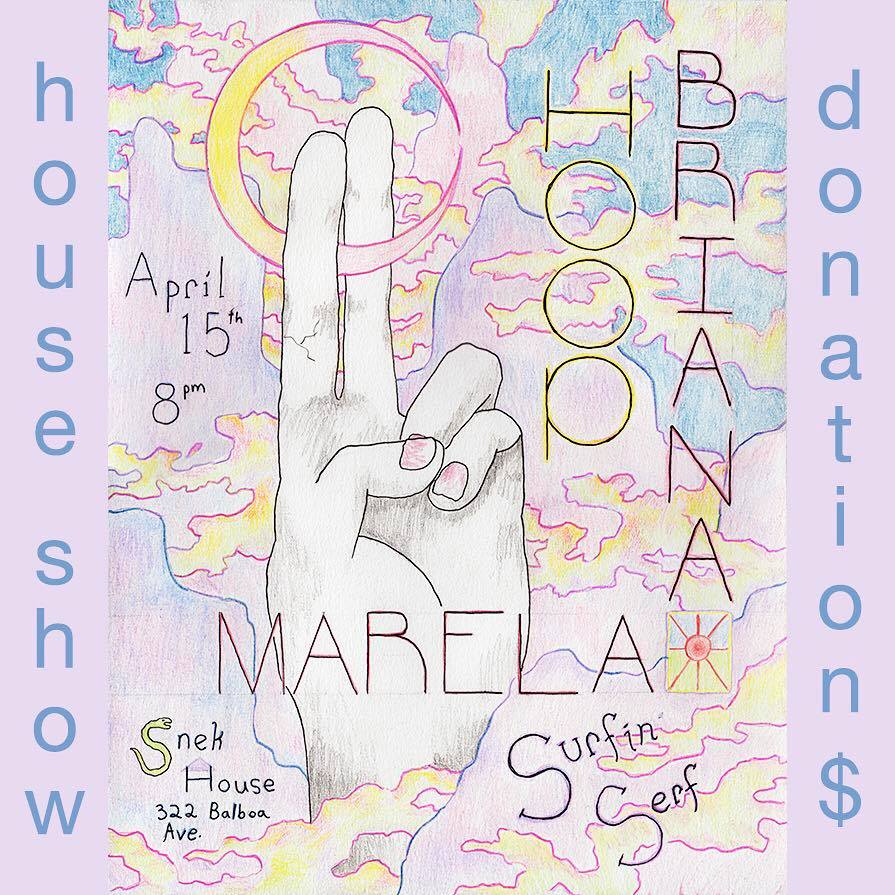 house show
April
15th
8pm
HOOP
BRIANA
MARELA
Surfin
Serf
Snek
House
322 Balboa
Ave.
donation$